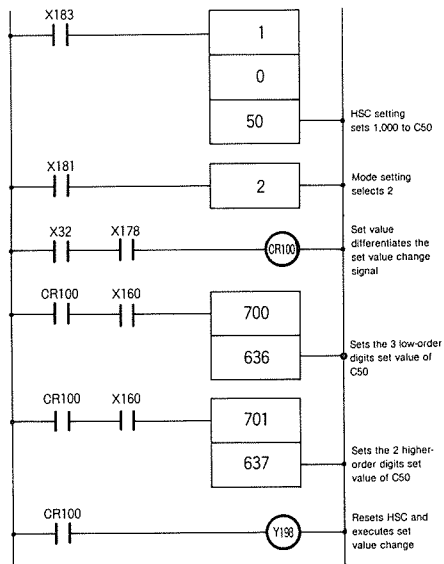 X183
1
0
50
HSC setting
sets 1,000 to C50
X181
2
Mode setting
selects 2
X32 X178
CR100
Set value
differentiates the
set value change
signal
CR100 X160
700
636
Sets the 3 low-order
digits set value of
C50
CR100 X160
701
637
Sets the 2 higher-
order digits set
value of C50
CR100
Y198
Resets HSC and
executes set
value change